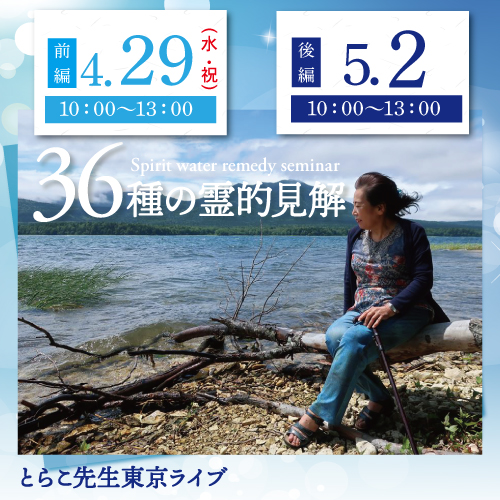 前編
4.29
(水・祝)
10：00～13：00
後編
5.2
10：00～13：00
Spirit water remedy seminar
36種の霊的見解
とらこ先生東京ライブ